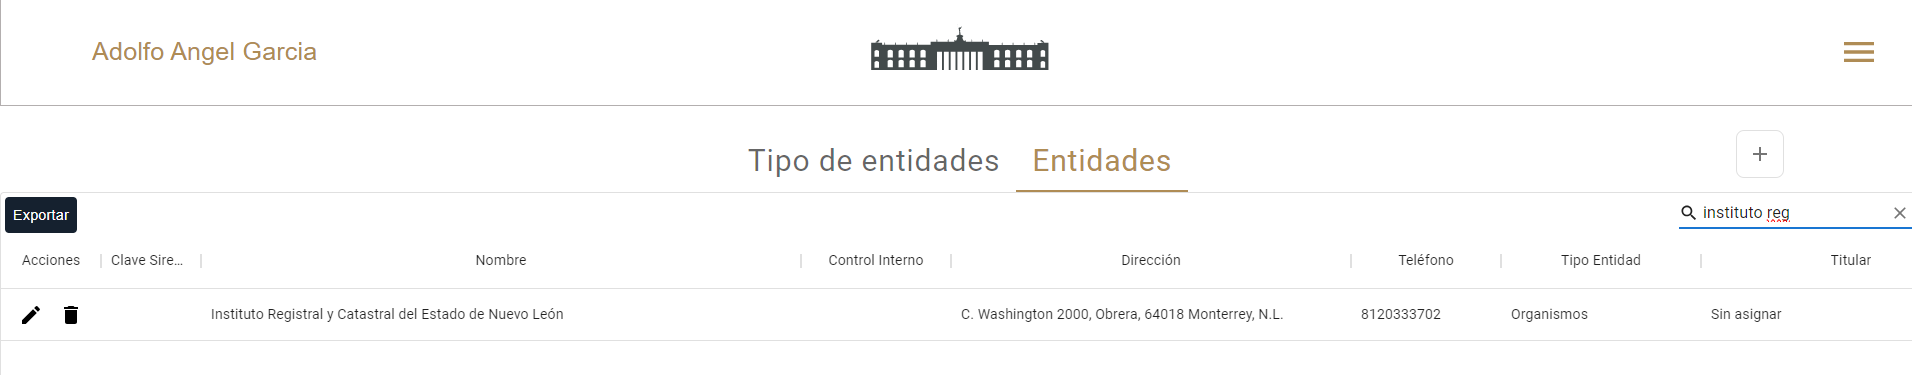 Adolfo Angel Garcia
Tipo de entidades Entidades
Exportar
instituto reg
Acciones Clave Sire... Nombre Control Interno Dirección Teléfono Tipo Entidad Titular
Instituto Registral y Catastral del Estado de Nuevo León C. Washington 2000, Obrera, 64018 Monterrey, N.L. 8120333702 Organismos Sin asignar